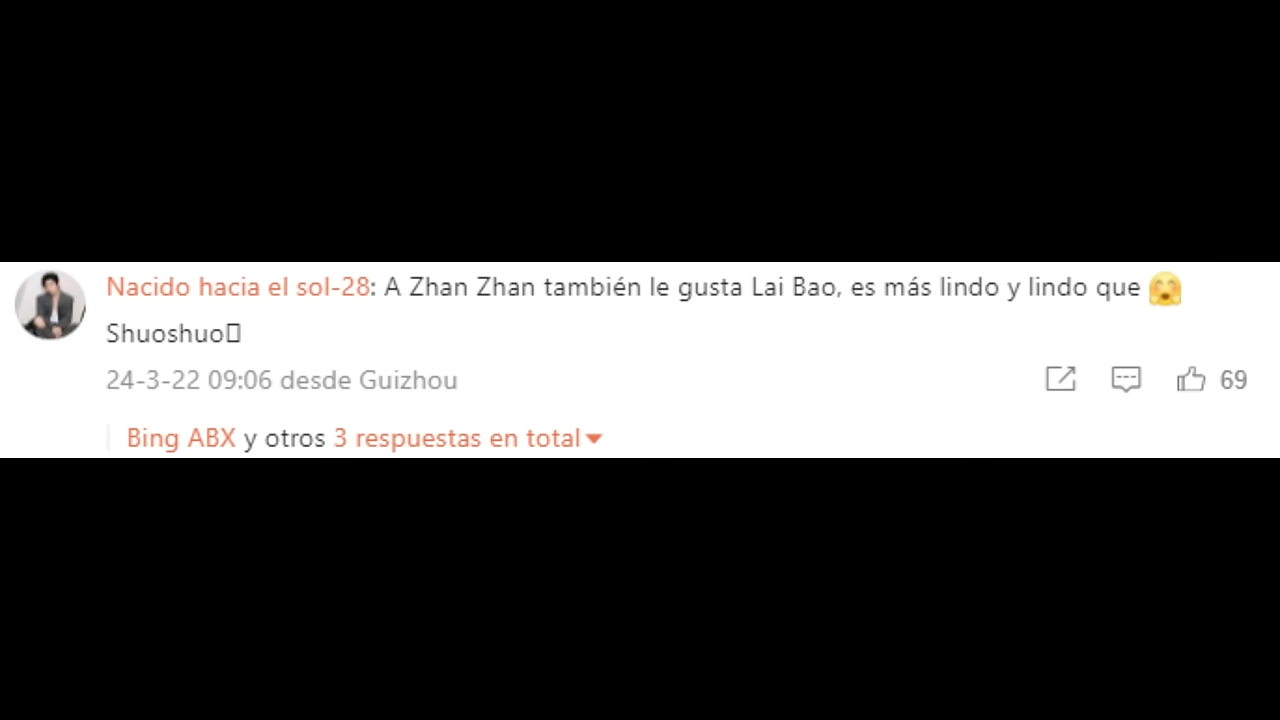 Nacido hacia el sol-28: A Zhan Zhan también le gusta Lai Bao, es más lindo y lindo que 🤗
Shuoshuo▯
24-3-22 09:06 desde Guizhou
69
Bing ABX y otros 3 respuestas en total